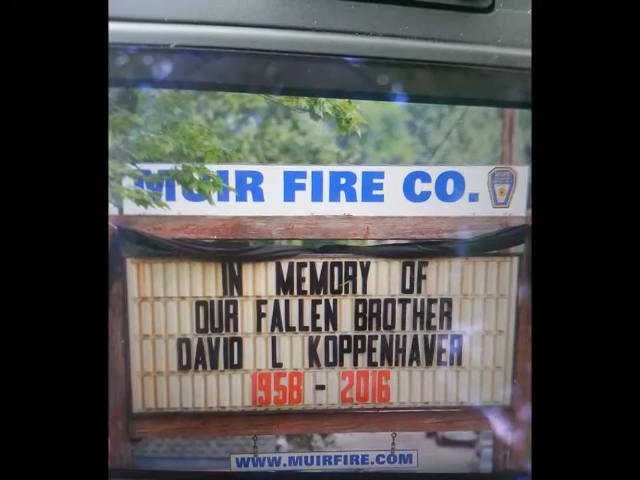 MUIR FIRE CO.
IN MEMORY OF
OUR FALLEN BROTHER
DAVID L KOPPENHAVER
1958 - 2016
WWW.MUIRFIRE.COM